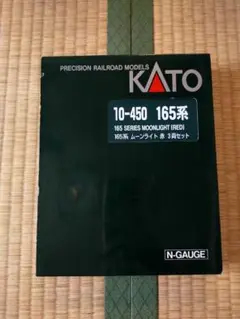 PRECISION RAILROAD MODELS
KATO
10-450 165系
165 SERIES MOONLIGHT (RED)
165系 ムーンライト 赤 3両セット
N-GAUGE